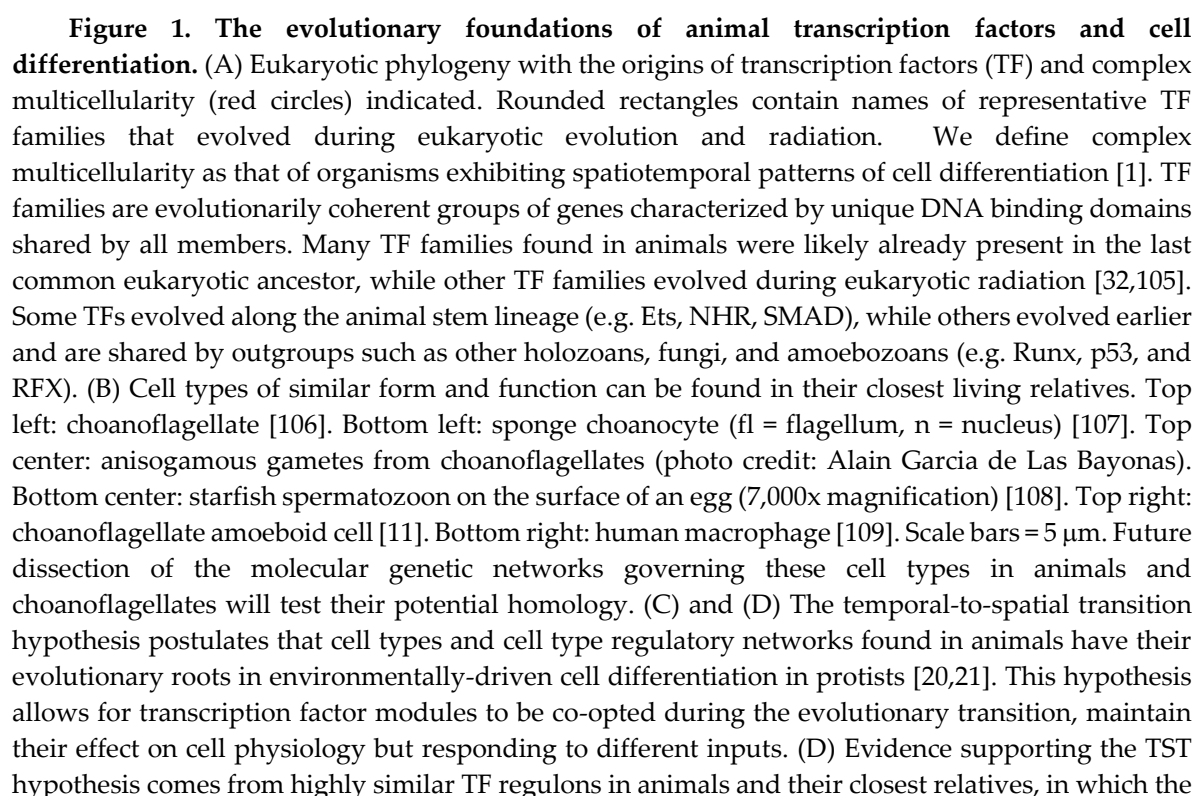 Figure 1. The evolutionary foundations of animal transcription factors and cell
differentiation. (A) Eukaryotic phylogeny with the origins of transcription factors (TF) and complex
multicellularity (red circles) indicated. Rounded rectangles contain names of representative TF
families that evolved during eukaryotic evolution and radiation. We define complex
multicellularity as that of organisms exhibiting spatiotemporal patterns of cell differentiation [1]. TF
families are evolutionarily coherent groups of genes characterized by unique DNA binding domains
shared by all members. Many TF families found in animals were likely already present in the last
common eukaryotic ancestor, while other TF families evolved during eukaryotic radiation [32,105].
Some TFs evolved along the animal stem lineage (e.g. Ets, NHR, SMAD), while others evolved earlier
and are shared by outgroups such as other holozoans, fungi, and amoebozoans (e.g. Runx, p53, and
RFX). (B) Cell types of similar form and function can be found in their closest living relatives. Top
left: choanoflagellate [106]. Bottom left: sponge choanocyte (fl = flagellum, n = nucleus) [107]. Top
center: anisogamous gametes from choanoflagellates (photo credit: Alain Garcia de Las Bayonas).
Bottom center: starfish spermatozoon on the surface of an egg (7,000x magnification) [108]. Top right:
choanoflagellate amoeboid cell [11]. Bottom right: human macrophage [109]. Scale bars = 5 μm. Future
dissection of the molecular genetic networks governing these cell types in animals and
choanoflagellates will test their potential homology. (C) and (D) The temporal-to-spatial transition
hypothesis postulates that cell types and cell type regulatory networks found in animals have their
evolutionary roots in environmentally-driven cell differentiation in protists [20,21]. This hypothesis
allows for transcription factor modules to be co-opted during the evolutionary transition, maintain
their effect on cell physiology but responding to different inputs. (D) Evidence supporting the TST
hypothesis comes from highly similar TF regulons in animals and their closest relatives, in which the